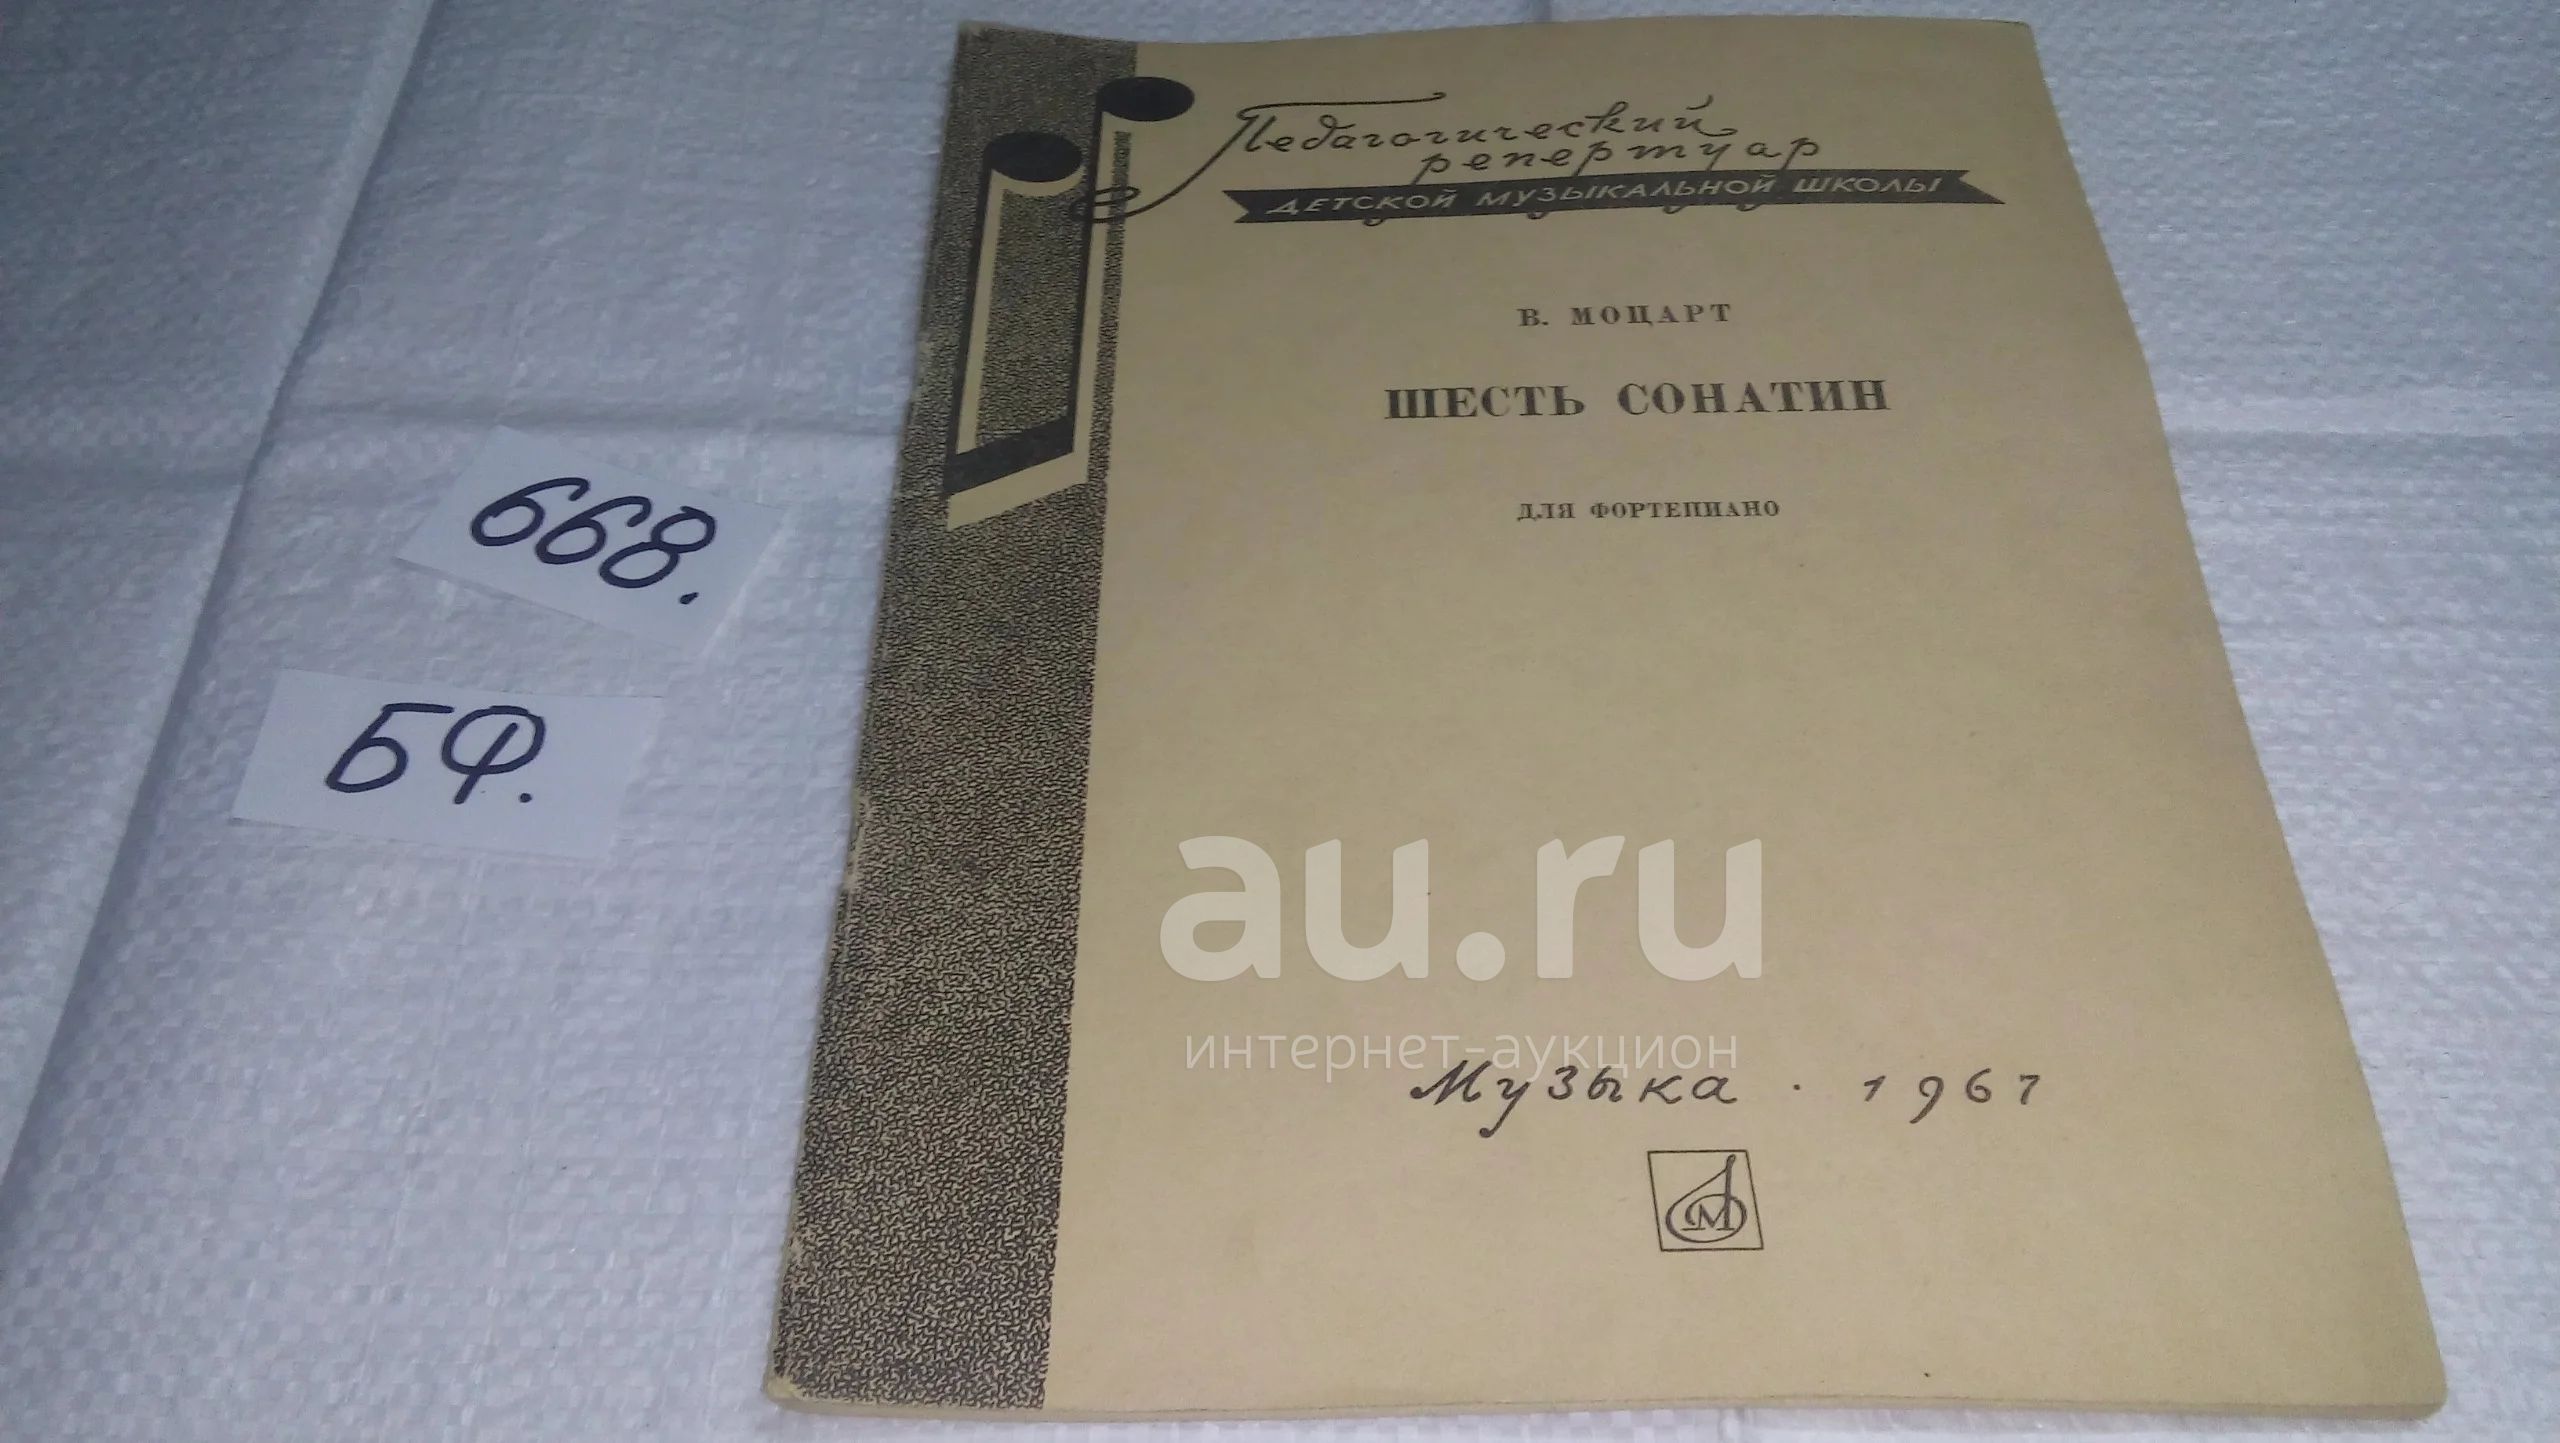 Педагогический
репертуар
ДЕТСКОЙ МУЗЫКАЛЬНОЙ ШКОЛЫ
В. МОЦАРТ
ШЕСТЬ СОНАТИН
ДЛЯ ФОРТЕПИАНО
668.
БФ.
au.ru
интернет-аукцион
Музыка · 1967
М